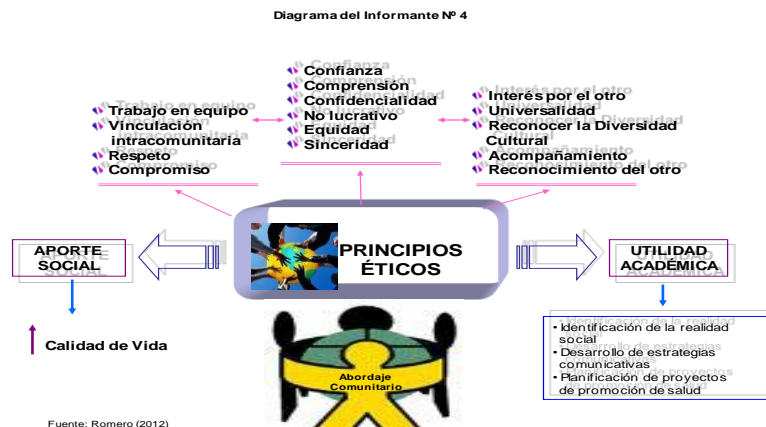 Diagrama del Informante Nº 4
Trabajo en equipo
Vinculación
intracomunitaria
Respeto
Compromiso
Confianza
Comprensión
Confidencialidad
No lucrativo
Equidad
Sinceridad
Interés por el otro
Universalidad
Reconocer la Diversidad
Cultural
Acompañamiento
Reconocimiento del otro
APORTE
SOCIAL
PRINCIPIOS
ÉTICOS
UTILIDAD
ACADÉMICA
Calidad de Vida
• Identificación de la realidad
social
• Desarrollo de estrategias
comunicativas
• Planificación de proyectos
de promoción de salud
Abordaje
Comunitario
Fuente: Romero (2012)